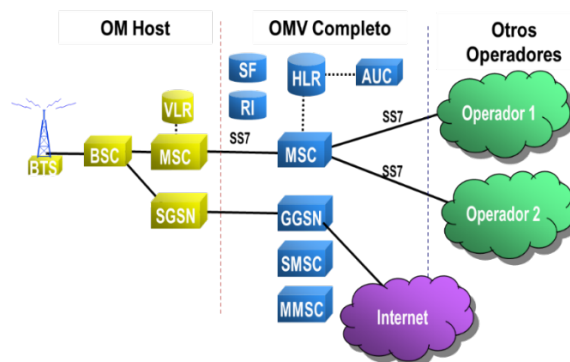 OM Host
OMV Completo
Otros
Operadores
SF
HLR
AUC
VLR
RI
SS7
Operador 1
BTS
BSC
MSC
SS7
MSC
SS7
Operador 2
SGSN
GGSN
SMSC
MMSC
Internet